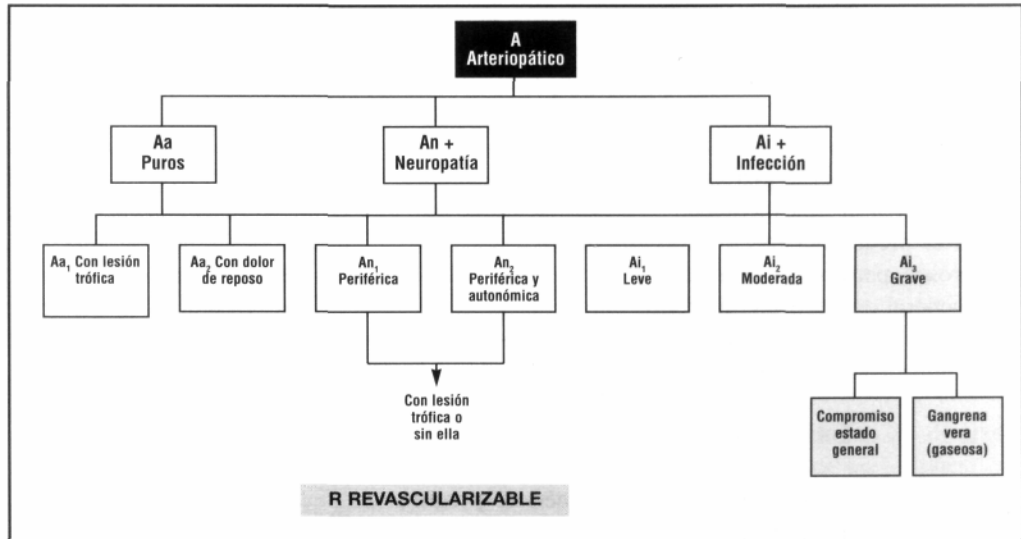 A
Arteriopático
Aa
Puros
An +
Neuropatía
Ai +
Infección
Aa₁ Con lesión
trófica
Aa₂ Con dolor
de reposo
An₁
Periférica
An₂
Periférica y
autonómica
Ai₁
Leve
Ai₂
Moderada
Ai₃
Grave
Con lesión
trófica o
sin ella
Compromiso
estado
general
Gangrena
vera
(gaseosa)
R REVASCULARIZABLE